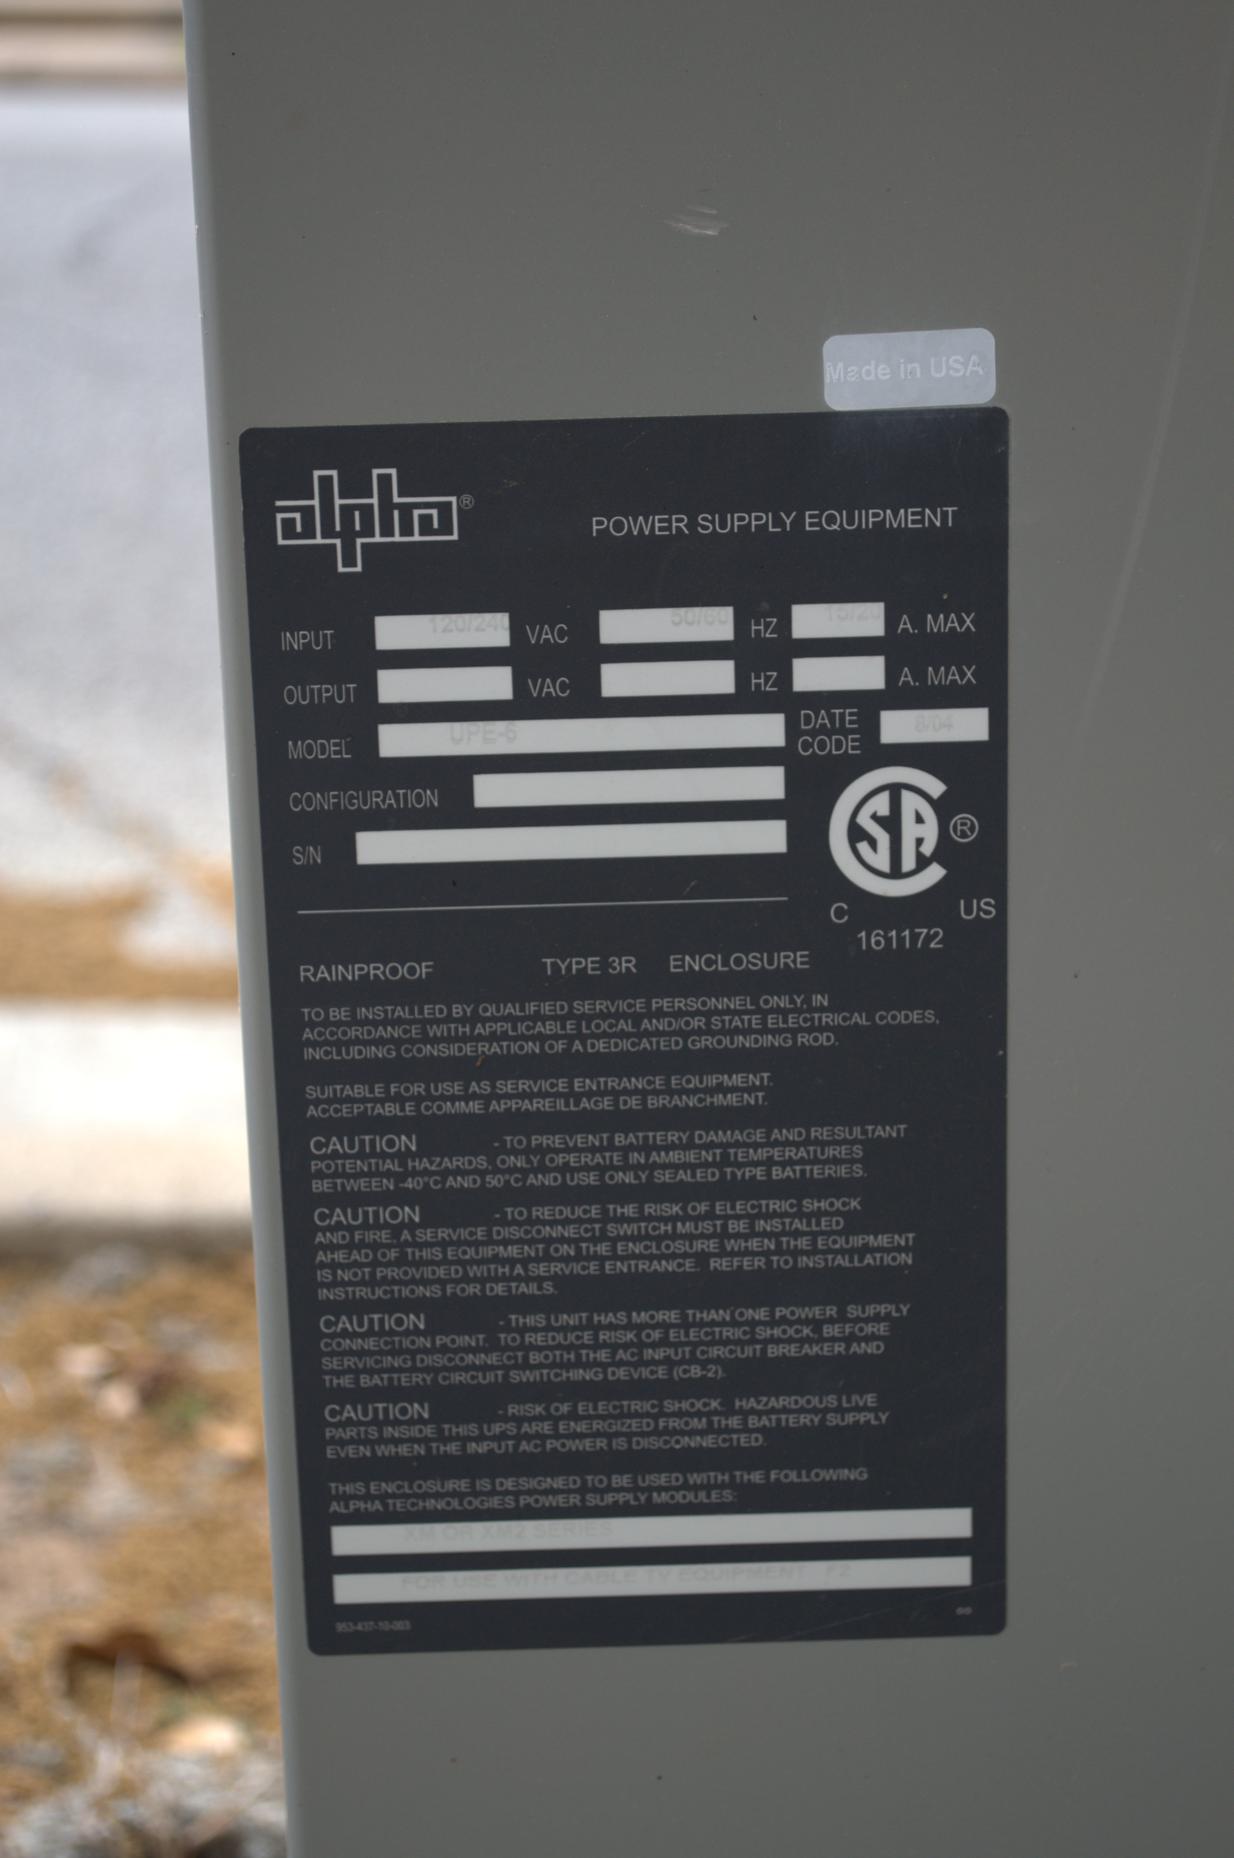 Made in USA
alpha®
POWER SUPPLY EQUIPMENT
INPUT 120/240 VAC 50/60 HZ 15/20 A. MAX
OUTPUT VAC HZ A. MAX
MODEL UPE-6 DATE CODE 8/04
CONFIGURATION
S/N
CSA ®
C US
161172
RAINPROOF TYPE 3R ENCLOSURE
TO BE INSTALLED BY QUALIFIED SERVICE PERSONNEL ONLY, IN
ACCORDANCE WITH APPLICABLE LOCAL AND/OR STATE ELECTRICAL CODES,
INCLUDING CONSIDERATION OF A DEDICATED GROUNDING ROD.
SUITABLE FOR USE AS SERVICE ENTRANCE EQUIPMENT.
ACCEPTABLE COMME APPAREILLAGE DE BRANCHMENT.
CAUTION - TO PREVENT BATTERY DAMAGE AND RESULTANT
POTENTIAL HAZARDS, ONLY OPERATE IN AMBIENT TEMPERATURES
BETWEEN -40°C AND 50°C AND USE ONLY SEALED TYPE BATTERIES.
CAUTION - TO REDUCE THE RISK OF ELECTRIC SHOCK
AND FIRE, A SERVICE DISCONNECT SWITCH MUST BE INSTALLED
AHEAD OF THIS EQUIPMENT ON THE ENCLOSURE WHEN THE EQUIPMENT
IS NOT PROVIDED WITH A SERVICE ENTRANCE. REFER TO INSTALLATION
INSTRUCTIONS FOR DETAILS.
CAUTION - THIS UNIT HAS MORE THAN ONE POWER SUPPLY
CONNECTION POINT. TO REDUCE RISK OF ELECTRIC SHOCK, BEFORE
SERVICING DISCONNECT BOTH THE AC INPUT CIRCUIT BREAKER AND
THE BATTERY CIRCUIT SWITCHING DEVICE (CB-2).
CAUTION - RISK OF ELECTRIC SHOCK. HAZARDOUS LIVE
PARTS INSIDE THIS UPS ARE ENERGIZED FROM THE BATTERY SUPPLY
EVEN WHEN THE INPUT AC POWER IS DISCONNECTED.
THIS ENCLOSURE IS DESIGNED TO BE USED WITH THE FOLLOWING
ALPHA TECHNOLOGIES POWER SUPPLY MODULES:
XM OR XM2 SERIES
FOR USE WITH CABLE TV EQUIPMENT F2
953-437-10-003